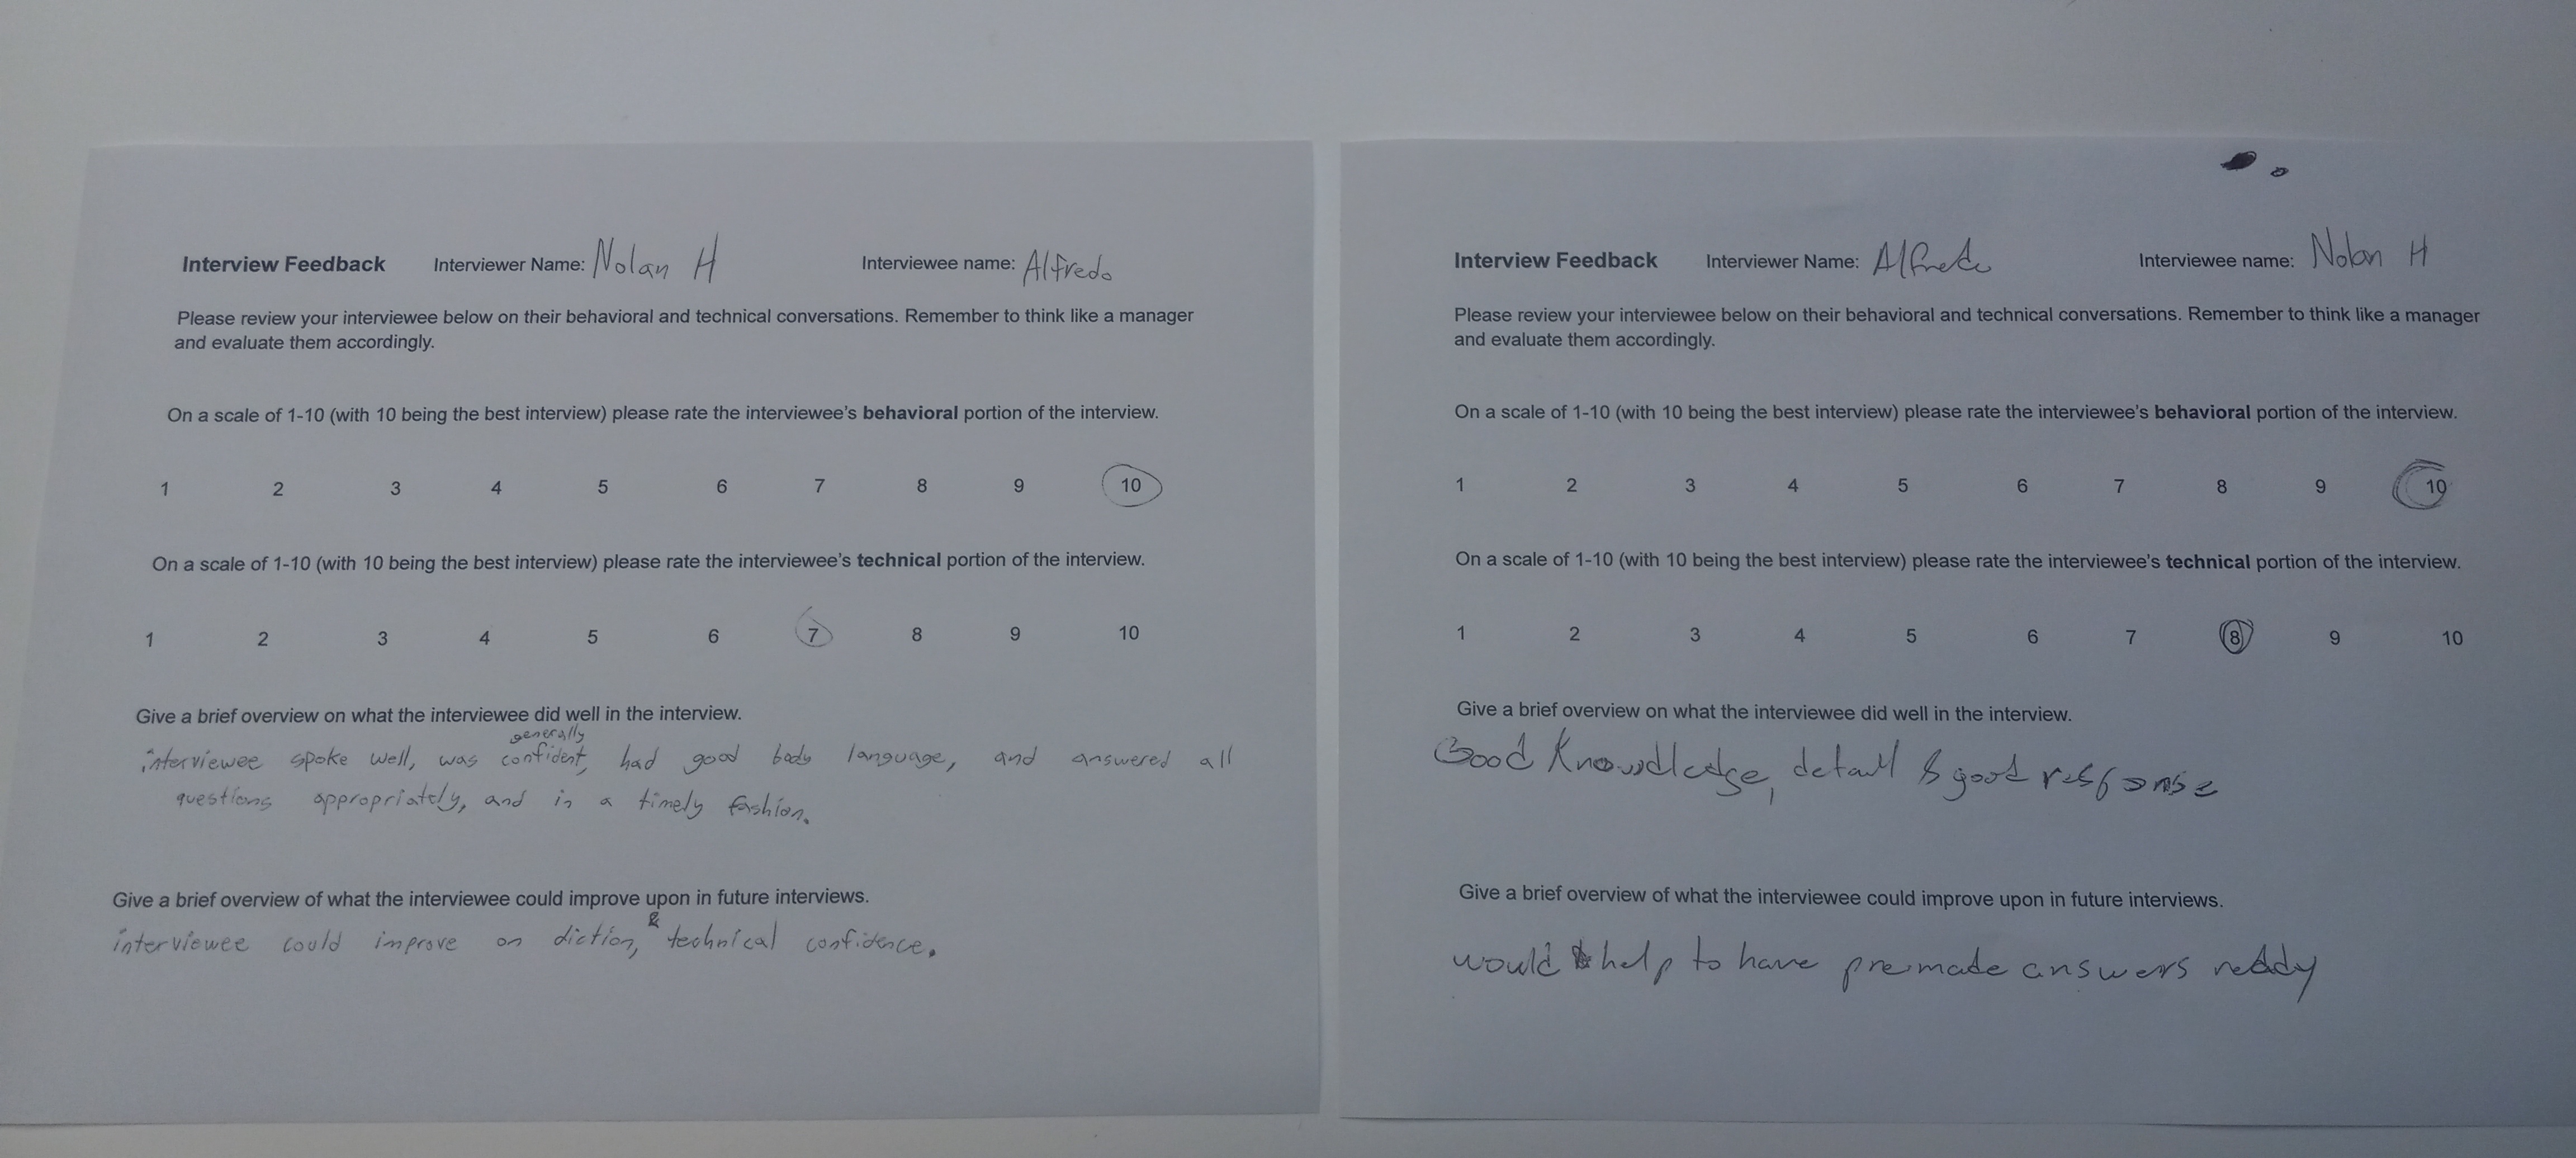 Interview Feedback Interviewer Name: Nolan H Interviewee name: Alfredo
Please review your interviewee below on their behavioral and technical conversations. Remember to think like a manager
and evaluate them accordingly.
On a scale of 1-10 (with 10 being the best interview) please rate the interviewee's behavioral portion of the interview.
1 2 3 4 5 6 7 8 9 10
On a scale of 1-10 (with 10 being the best interview) please rate the interviewee's technical portion of the interview.
1 2 3 4 5 6 7 8 9 10
Give a brief overview on what the interviewee did well in the interview.
generally
interviewee spoke well, was confident, had good body language, and answered all
questions appropriately, and in a timely fashion.
Give a brief overview of what the interviewee could improve upon in future interviews.
interviewee could improve on diction, & technical confidence.
Interview Feedback Interviewer Name: Alfredo Interviewee name: Nolan H
Please review your interviewee below on their behavioral and technical conversations. Remember to think like a manager
and evaluate them accordingly.
On a scale of 1-10 (with 10 being the best interview) please rate the interviewee's behavioral portion of the interview.
1 2 3 4 5 6 7 8 9 10
On a scale of 1-10 (with 10 being the best interview) please rate the interviewee's technical portion of the interview.
1 2 3 4 5 6 7 8 9 10
Give a brief overview on what the interviewee did well in the interview.
Good Knowdledge, detail & good response
Give a brief overview of what the interviewee could improve upon in future interviews.
would help to have premade answers ready